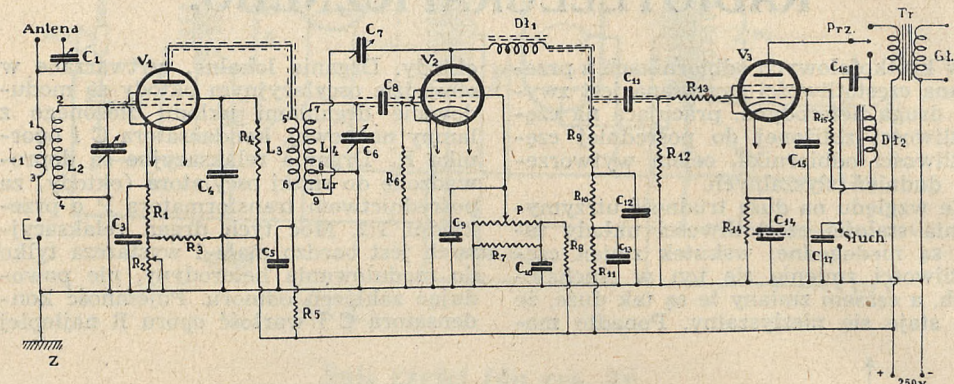 Antena
C1
V1
C7
V2
Dł1
V3
Prz.
Tr
Gł.
C16
C8
C11
R13
L1
2
L2
3
4
R4
C4
L3
5
6
7
L4
Lr
9
C6
R6
R9
R12
C15
R15
Dł2
C3
R1
R2
R3
C5
C9
P
R7
C10
R10
R8
C12
C13
R11
R14
C14
C17
Słuch.
R5
Z
+ 250V -